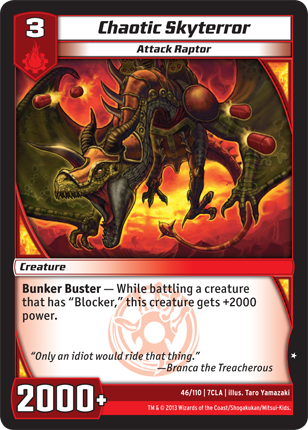 3
Chaotic Skyterror
Attack Raptor
Creature
Bunker Buster — While battling a creature
that has “Blocker,” this creature gets +2000
power.
“Only an idiot would ride that thing.”
—Branca the Treacherous
2000+
46/110 | 7CLA | Illus. Taro Yamazaki
TM & © 2013 Wizards of the Coast/Shogakukan/Mitsui-Kids.